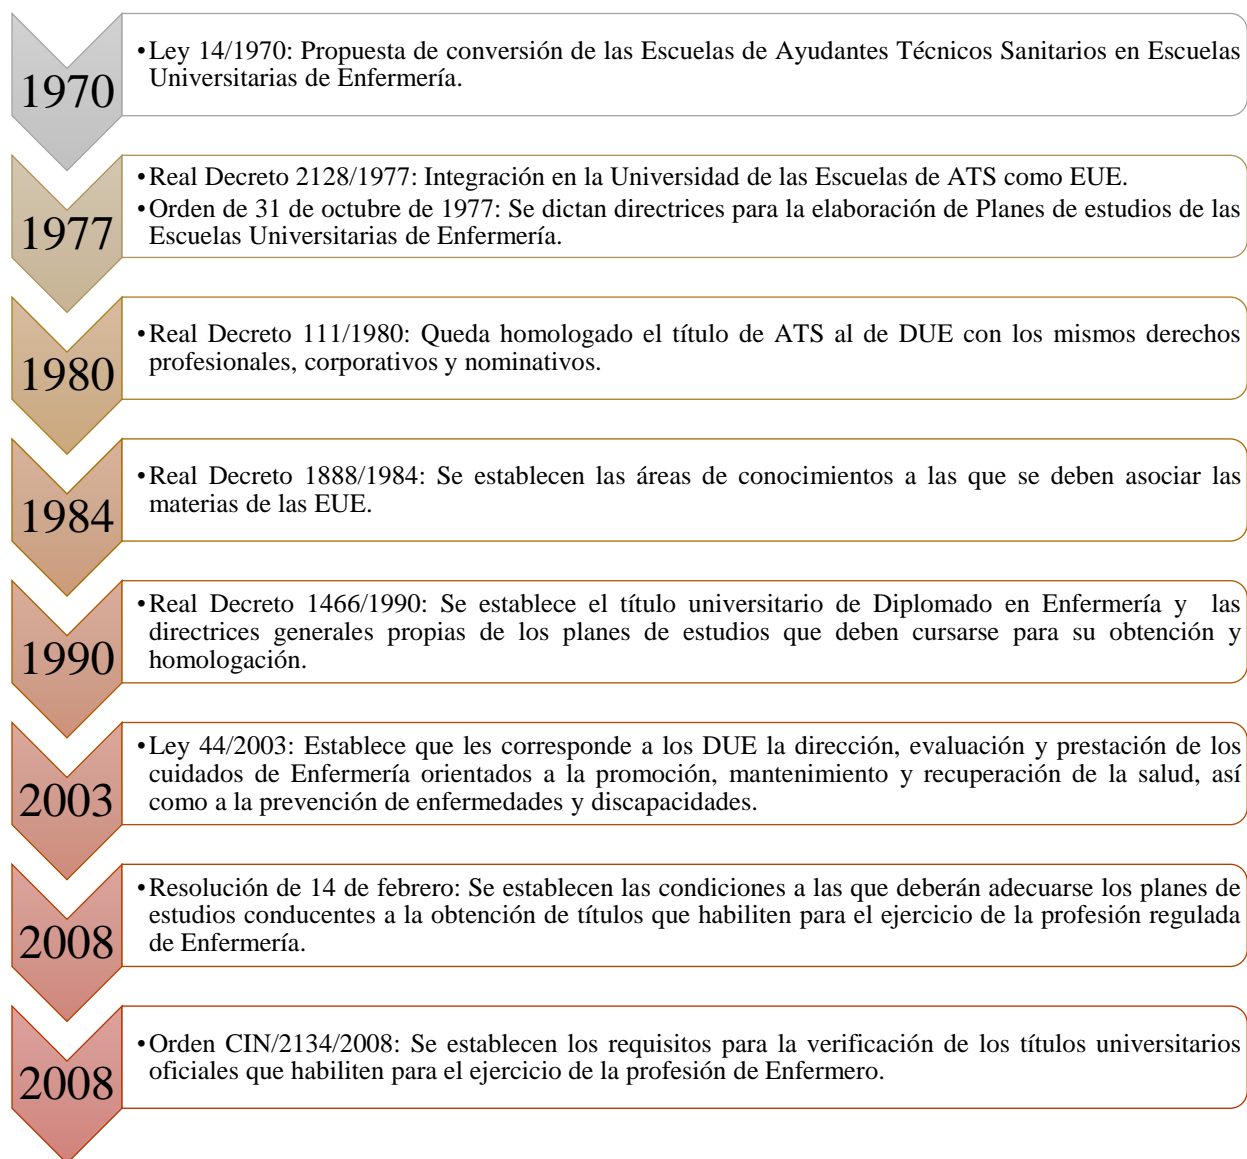 1970
•Ley 14/1970: Propuesta de conversión de las Escuelas de Ayudantes Técnicos Sanitarios en Escuelas
Universitarias de Enfermería.
1977
•Real Decreto 2128/1977: Integración en la Universidad de las Escuelas de ATS como EUE.
•Orden de 31 de octubre de 1977: Se dictan directrices para la elaboración de Planes de estudios de las
Escuelas Universitarias de Enfermería.
1980
•Real Decreto 111/1980: Queda homologado el título de ATS al de DUE con los mismos derechos
profesionales, corporativos y nominativos.
1984
•Real Decreto 1888/1984: Se establecen las áreas de conocimientos a las que se deben asociar las
materias de las EUE.
1990
•Real Decreto 1466/1990: Se establece el título universitario de Diplomado en Enfermería y las
directrices generales propias de los planes de estudios que deben cursarse para su obtención y
homologación.
2003
•Ley 44/2003: Establece que les corresponde a los DUE la dirección, evaluación y prestación de los
cuidados de Enfermería orientados a la promoción, mantenimiento y recuperación de la salud, así
como a la prevención de enfermedades y discapacidades.
2008
•Resolución de 14 de febrero: Se establecen las condiciones a las que deberán adecuarse los planes de
estudios conducentes a la obtención de títulos que habiliten para el ejercicio de la profesión regulada
de Enfermería.
2008
•Orden CIN/2134/2008: Se establecen los requisitos para la verificación de los títulos universitarios
oficiales que habiliten para el ejercicio de la profesión de Enfermero.